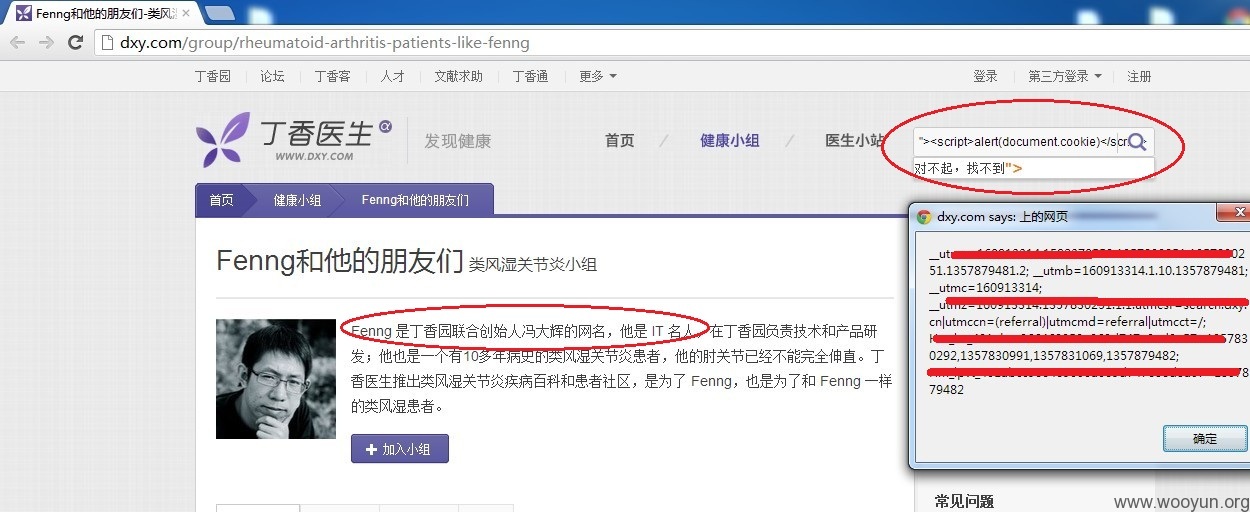 Fenng和他的朋友们-类风
dxy.com/group/rheumatoid-arthritis-patients-like-fenng
丁香园 论坛 丁香客 人才 文献求助 丁香通 更多 登录 第三方登录 注册
丁香医生@
WWW.DXY.COM
发现健康 首页 / 健康小组 / 医生小站
"><script>alert(document.cookie)</scr
对不起，找不到">
首页 健康小组 Fenng和他的朋友们
dxy.com says: 上的网页
Fenng和他的朋友们 类风湿关节炎小组
51.1357879481.2; __utmb=160913314.1.10.1357879481;
__utmc=160913314;
cn|utmccn=(referral)|utmcmd=referral|utmcct=/;
0292,1357830991,1357831069,1357879482;
79482
确定
Fenng 是丁香园联合创始人冯大辉的网名，他是 IT 名人，在丁香园负责技术和产品研
发；他也是一个有10多年病史的类风湿关节炎患者，他的肘关节已经不能完全伸直。丁
香医生推出类风湿关节炎疾病百科和患者社区，是为了 Fenng，也是为了和 Fenng 一样
的类风湿患者。
加入小组
常见问题
www.wooyun.org